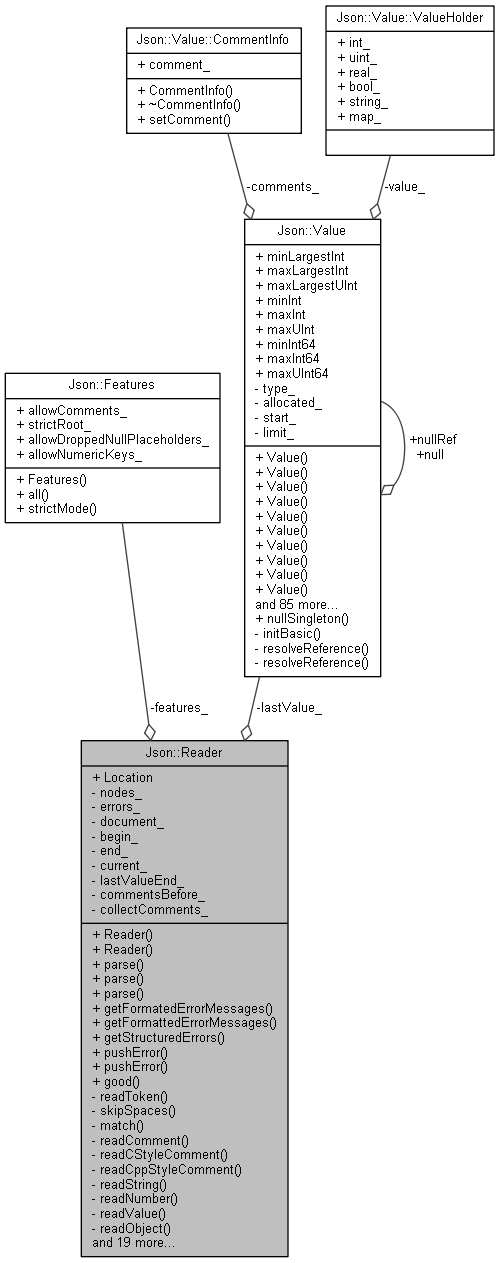 Json::Value::CommentInfo
+ comment_
+ CommentInfo()
+ ~CommentInfo()
+ setComment()
Json::Value::ValueHolder
+ int_
+ uint_
+ real_
+ bool_
+ string_
+ map_
-comments_
-value_
Json::Value
+ minLargestInt
+ maxLargestInt
+ maxLargestUInt
+ minInt
+ maxInt
+ maxUInt
+ minInt64
+ maxInt64
+ maxUInt64
- type_
- allocated_
- start_
- limit_
+ Value()
+ Value()
+ Value()
+ Value()
+ Value()
+ Value()
+ Value()
+ Value()
+ Value()
+ Value()
and 85 more...
+ nullSingleton()
- initBasic()
- resolveReference()
- resolveReference()
+nullRef
+null
Json::Features
+ allowComments_
+ strictRoot_
+ allowDroppedNullPlaceholders_
+ allowNumericKeys_
+ Features()
+ all()
+ strictMode()
-features_
-lastValue_
Json::Reader
+ Location
- nodes_
- errors_
- document_
- begin_
- end_
- current_
- lastValueEnd_
- commentsBefore_
- collectComments_
+ Reader()
+ Reader()
+ parse()
+ parse()
+ parse()
+ getFormatedErrorMessages()
+ getFormattedErrorMessages()
+ getStructuredErrors()
+ pushError()
+ pushError()
+ good()
- readToken()
- skipSpaces()
- match()
- readComment()
- readCStyleComment()
- readCppStyleComment()
- readString()
- readNumber()
- readValue()
- readObject()
and 19 more...